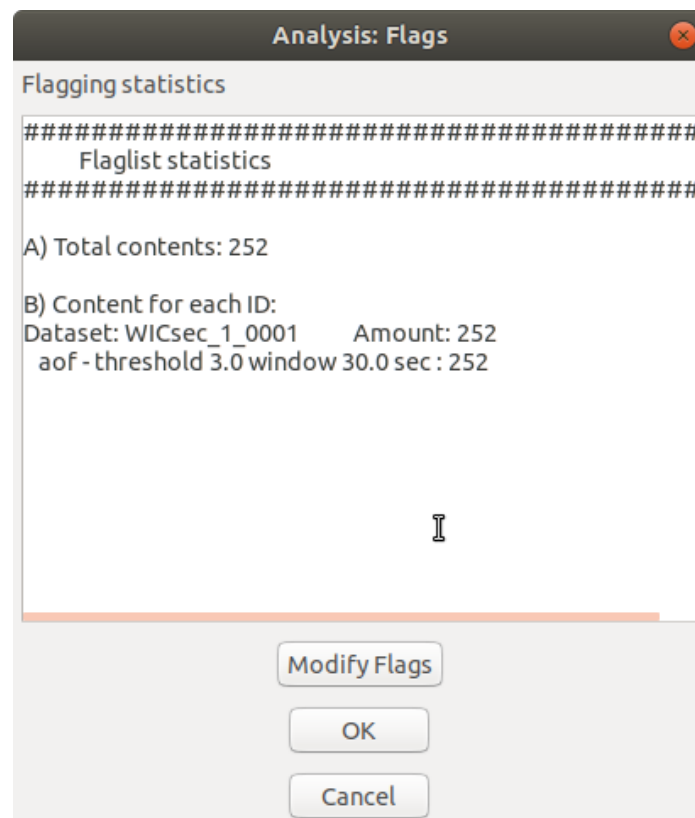 Analysis: Flags
Flagging statistics
########################################
Flaglist statistics
########################################
A) Total contents: 252
B) Content for each ID:
Dataset: WICsec_1_0001 Amount: 252
aof - threshold 3.0 window 30.0 sec : 252
Modify Flags
OK
Cancel